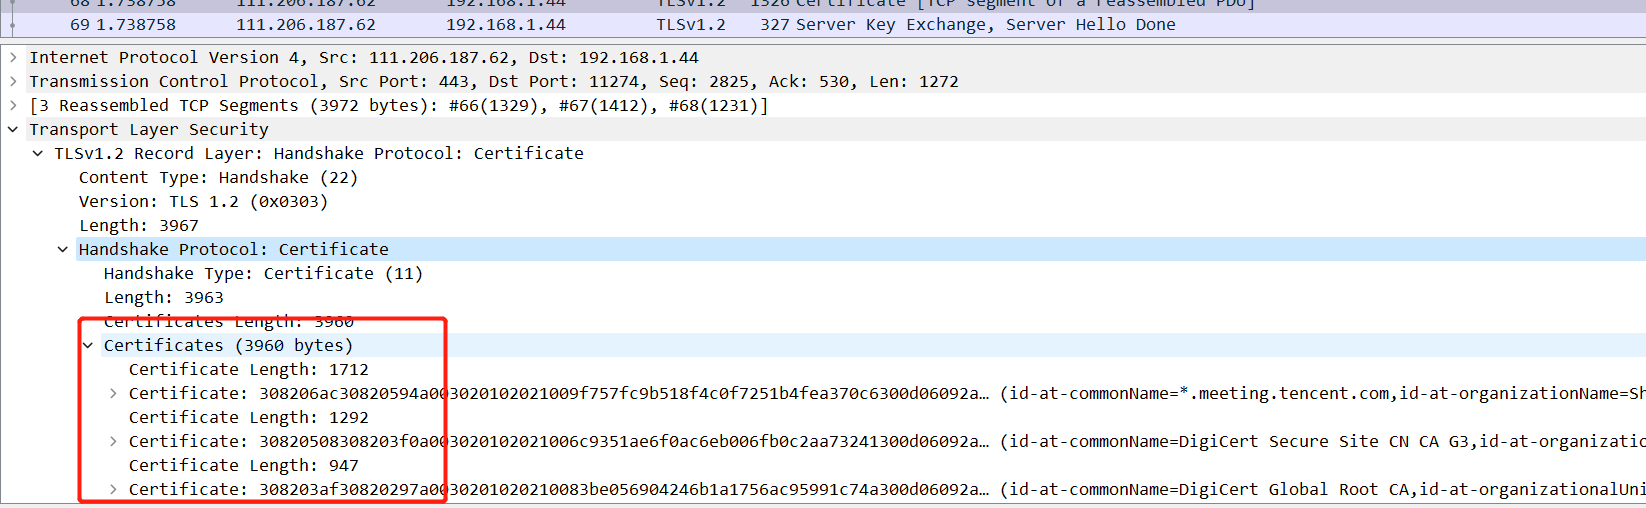 68 1.738758 111.206.187.62 192.168.1.44 TLSv1.2 1326 Certificate [TCP segment of a reassembled PDU]
69 1.738758 111.206.187.62 192.168.1.44 TLSv1.2 327 Server Key Exchange, Server Hello Done
Internet Protocol Version 4, Src: 111.206.187.62, Dst: 192.168.1.44
Transmission Control Protocol, Src Port: 443, Dst Port: 11274, Seq: 2825, Ack: 530, Len: 1272
[3 Reassembled TCP Segments (3972 bytes): #66(1329), #67(1412), #68(1231)]
Transport Layer Security
TLSv1.2 Record Layer: Handshake Protocol: Certificate
Content Type: Handshake (22)
Version: TLS 1.2 (0x0303)
Length: 3967
Handshake Protocol: Certificate
Handshake Type: Certificate (11)
Length: 3963
Certificates Length: 3960
Certificates (3960 bytes)
Certificate Length: 1712
Certificate: 308206ac30820594a003020102021009f757fc9b518f4c0f7251b4fea370c6300d06092a… (id-at-commonName=*.meeting.tencent.com,id-at-organizationName=Sh
Certificate Length: 1292
Certificate: 30820508308203f0a003020102021006c9351ae6f0ac6eb006fb0c2aa73241300d06092a… (id-at-commonName=DigiCert Secure Site CN CA G3,id-at-organizatio
Certificate Length: 947
Certificate: 308203af30820297a0030201020210083be056904246b1a1756ac95991c74a300d06092a… (id-at-commonName=DigiCert Global Root CA,id-at-organizationalUni